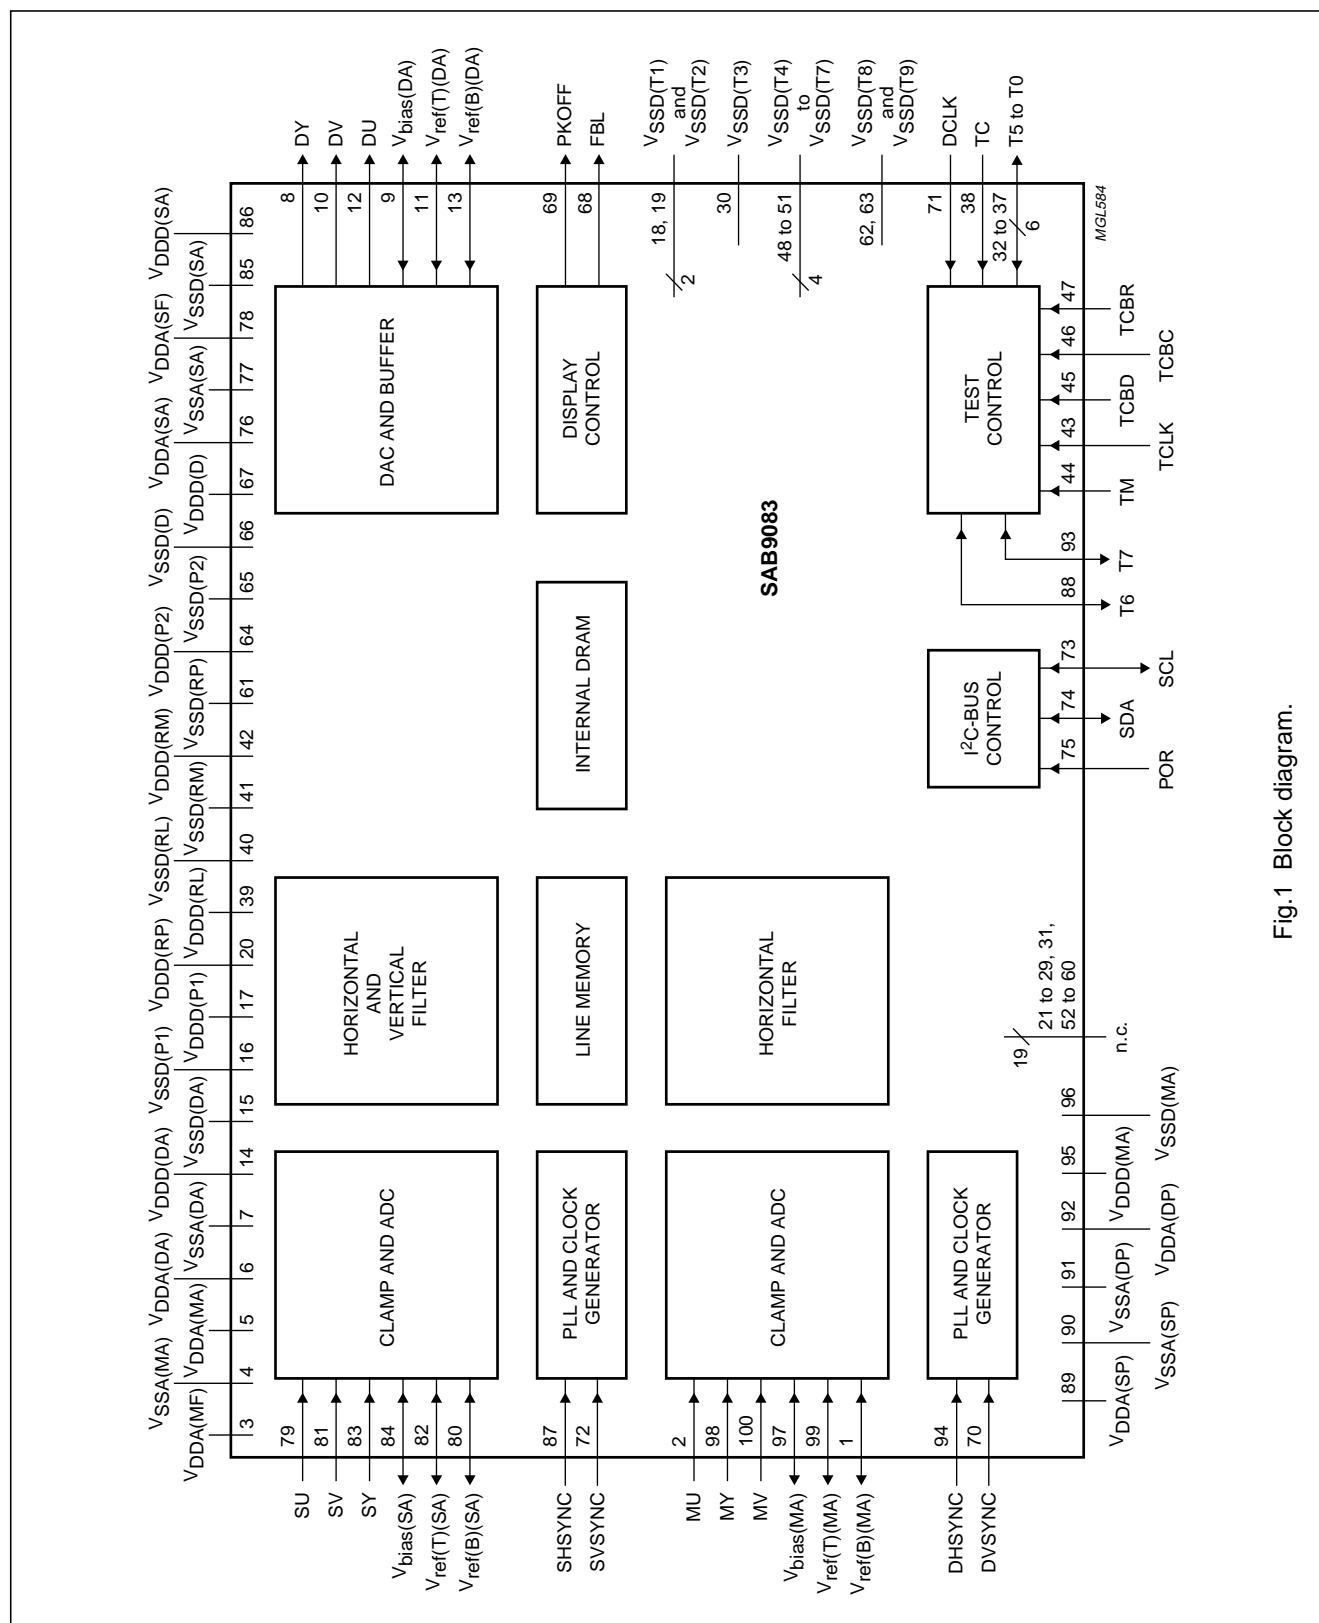 VSSA(MA) VDDA(DA) VDDD(DA) VSSD(P1) VDDD(RP) VSSD(RL) VDDD(RM) VDDD(P2) VSSD(D) VDDA(SA) VDDA(SF) VDDD(SA)
VDDA(MF) VDDA(MA) VSSA(DA) VSSD(DA) VDDD(P1) VDDD(RL) VSSD(RM) VSSD(RP) VSSD(P2) VDDD(D) VSSA(SA) VSSD(SA)
3 4 5 6 7 14 15 16 17 20 39 40 41 42 61 64 65 66 67 76 77 78 85 86
SU 79
SV 81
SY 83
Vbias(SA) 84
Vref(T)(SA) 82
Vref(B)(SA) 80
CLAMP AND ADC
HORIZONTAL
AND
VERTICAL
FILTER
DAC AND BUFFER
8 DY
10 DV
12 DU
9 Vbias(DA)
11 Vref(T)(DA)
13 Vref(B)(DA)
SHSYNC 87
SVSYNC 72
PLL AND CLOCK
GENERATOR
LINE MEMORY
INTERNAL DRAM
DISPLAY
CONTROL
69 PKOFF
68 FBL
MU 2
MY 98
MV 100
Vbias(MA) 97
Vref(T)(MA) 99
Vref(B)(MA) 1
CLAMP AND ADC
HORIZONTAL
FILTER
SAB9083
18, 19
2
VSSD(T1)
and
VSSD(T2)
30 VSSD(T3)
48 to 51
4
VSSD(T4)
to
VSSD(T7)
62, 63
VSSD(T8)
and
VSSD(T9)
DHSYNC 94
DVSYNC 70
PLL AND CLOCK
GENERATOR
I²C-BUS
CONTROL
TEST
CONTROL
71 DCLK
38 TC
32 to 37
6
T5 to T0
19
21 to 29, 31,
52 to 60
89 90 91 92 95 96 75 74 73 88 93 44 43 45 46 47
VDDA(SP) VSSA(DP) VDDD(MA) n.c. SDA T6 T7 TM TCBD TCBR
VSSA(SP) VDDA(DP) VSSD(MA) POR SCL TCLK TCBC
MGL584
Fig.1 Block diagram.